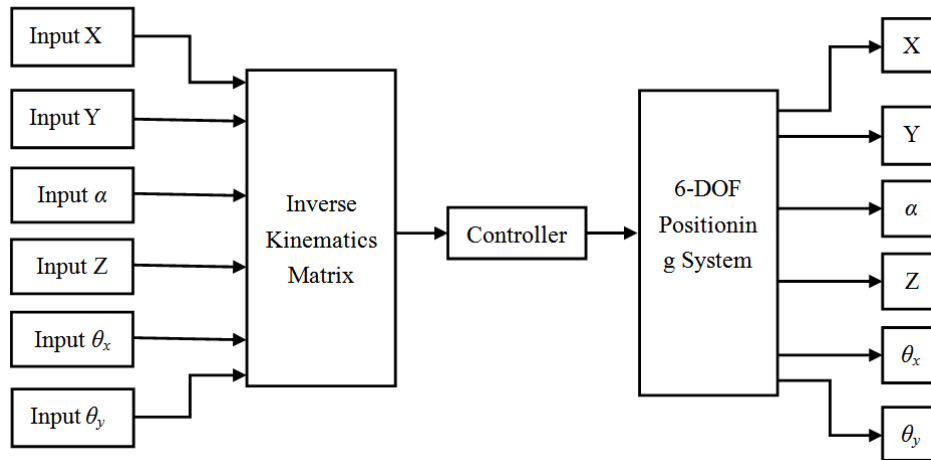 Input X
Input Y
Input α
Input Z
Input θx
Input θy
Inverse
Kinematics
Matrix
Controller
6-DOF
Positionin
g System
X
Y
α
Z
θx
θy